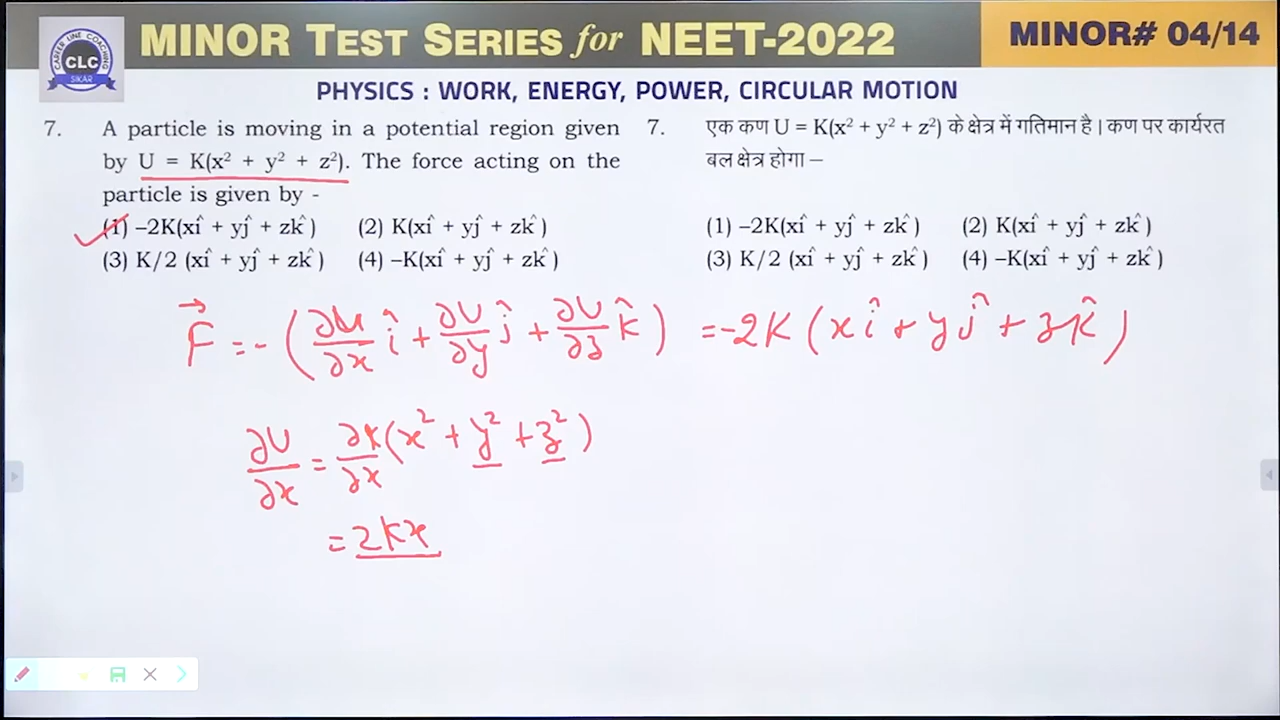 CAREER LINE COACHING
CLC
SIKAR
MINOR TEST SERIES for NEET-2022
MINOR# 04/14
PHYSICS : WORK, ENERGY, POWER, CIRCULAR MOTION
7. A particle is moving in a potential region given
by U = K(x² + y² + z²). The force acting on the
particle is given by -
(1) –2K(xî + yĵ + zk̂) (2) K(xî + yĵ + zk̂)
(3) K/2 (xî + yĵ + zk̂) (4) –K(xî + yĵ + zk̂)
7. एक कण U = K(x² + y² + z²) के क्षेत्र में गतिमान है। कण पर कार्यरत
बल क्षेत्र होगा –
(1) –2K(xî + yĵ + zk̂) (2) K(xî + yĵ + zk̂)
(3) K/2 (xî + yĵ + zk̂) (4) –K(xî + yĵ + zk̂)
F⃗ = - (∂U/∂x î + ∂U/∂y ĵ + ∂U/∂z k̂) = -2K (x î + y ĵ + z k̂)
∂U/∂x = ∂K/∂x (x² + y² + z²)
= 2Kx